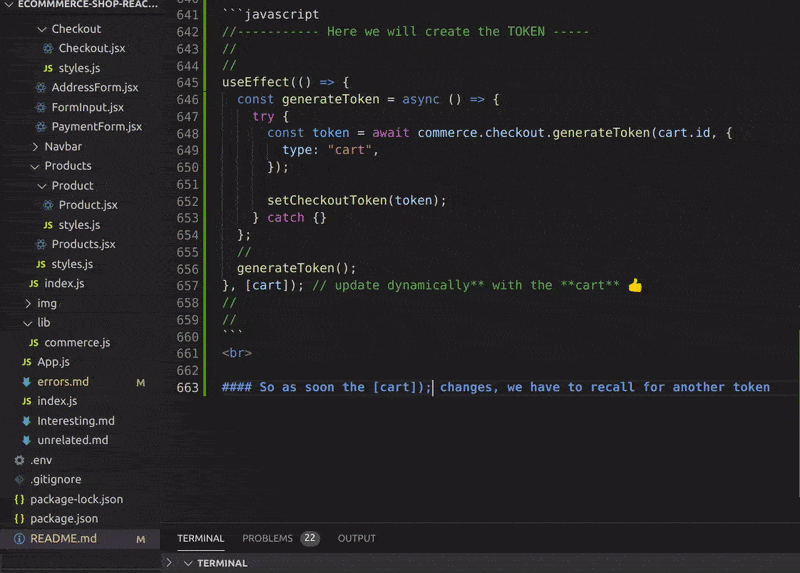 ECOMMMERCE-SHOP-REAC...
Checkout
Checkout.jsx
JS styles.js
AddressForm.jsx
FormInput.jsx
PaymentForm.jsx
Navbar
Products
Product
Product.jsx
JS styles.js
Products.jsx
JS styles.js
JS index.js
img
lib
JS commerce.js
JS App.js
errors.md M
JS index.js
Interesting.md
unrelated.md
.env
.gitignore
{} package-lock.json
{} package.json
README.md M
640
641 ```javascript
642 //----------- Here we will create the TOKEN -----
643 //
644 //
645 useEffect(() => {
646 const generateToken = async () => {
647 try {
648 const token = await commerce.checkout.generateToken(cart.id, {
649 type: "cart",
650 });
651
652 setCheckoutToken(token);
653 } catch {}
654 };
655 //
656 generateToken();
657 }, [cart]); // update dynamically** with the **cart** 👍
658 //
659 //
660 ```
661 <br>
662
663 #### So as soon the [cart]); changes, we have to recall for another token
TERMINAL PROBLEMS 22 OUTPUT
TERMINAL